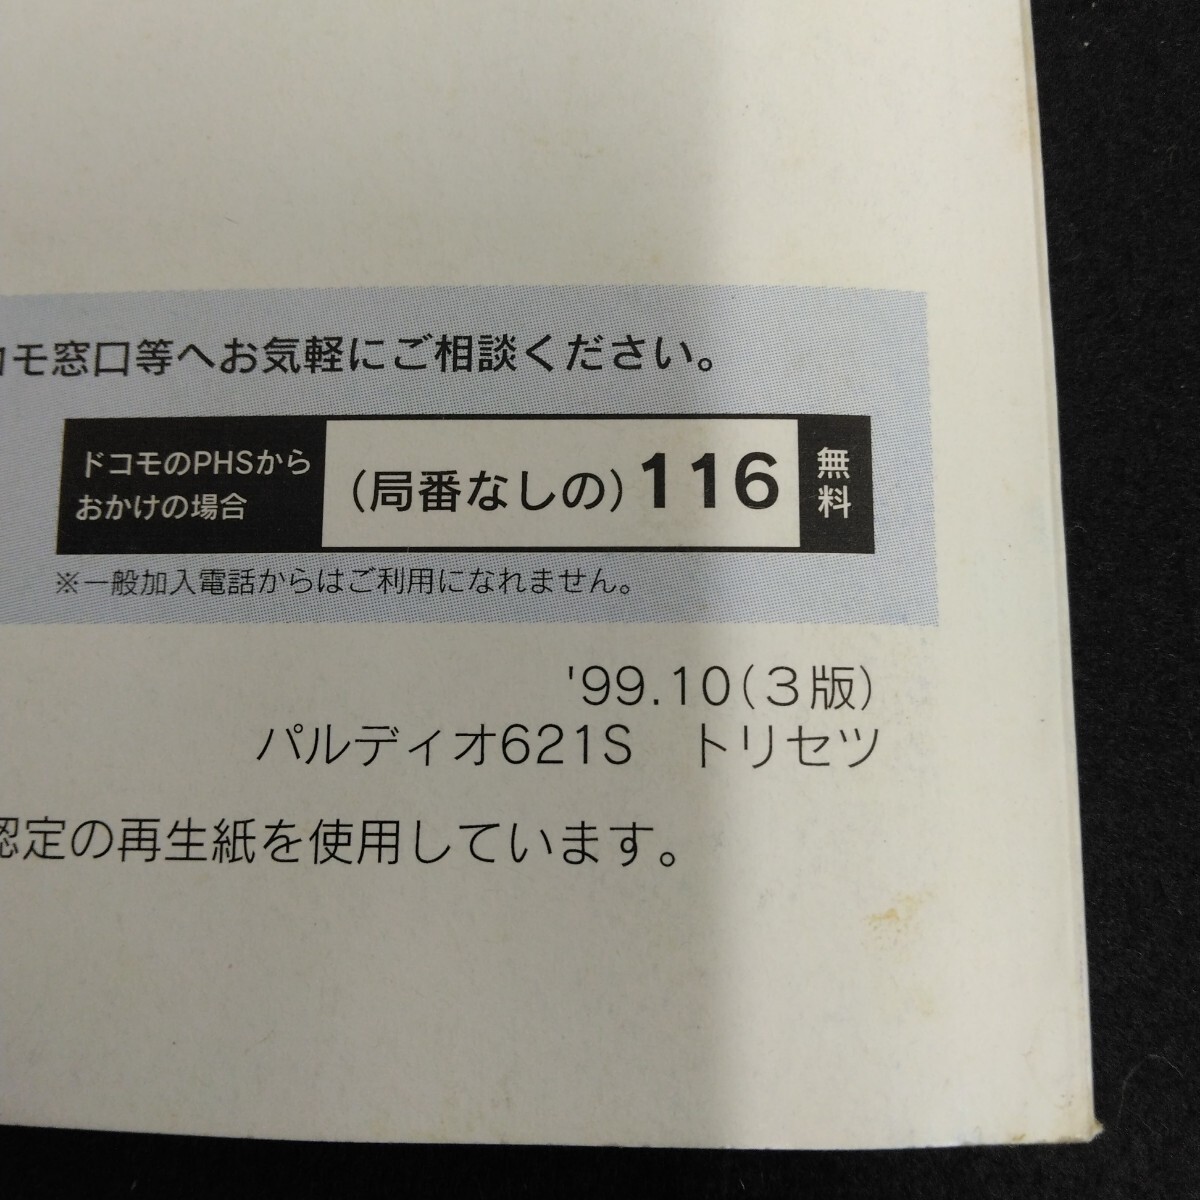 コモ窓口等へお気軽にご相談ください。
ドコモのPHSから
おかけの場合
(局番なしの)116
無料
※一般加入電話からはご利用になれません。
'99.10(3版)
パルディオ621S　トリセツ
認定の再生紙を使用しています。